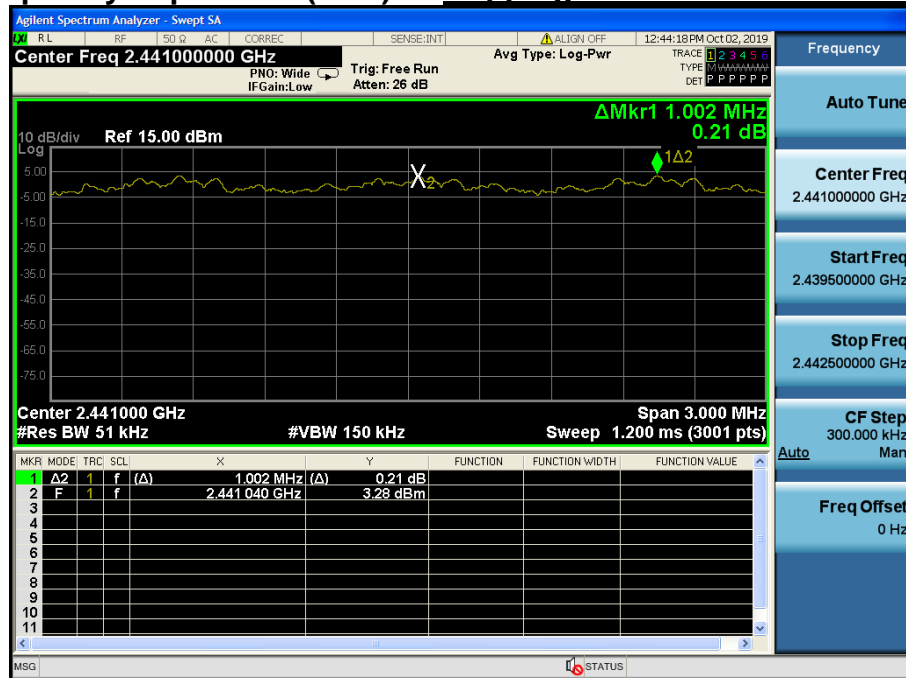 Agilent Spectrum Analyzer - Swept SA
LXI RL RF 50 Ω AC CORREC SENSE:INT ALIGN OFF 12:44:18 PM Oct 02, 2019
Center Freq 2.441000000 GHz
PNO: Wide
IFGain:Low
Trig: Free Run
Atten: 26 dB
Avg Type: Log-Pwr
TRACE 1 2 3 4 5 6
TYPE M
DET P P P P P P
ΔMkr1 1.002 MHz
0.21 dB
10 dB/div Ref 15.00 dBm
Log
1Δ2
5.00
X2
-5.00
-15.0
-25.0
-35.0
-45.0
-55.0
-65.0
-75.0
Center 2.441000 GHz Span 3.000 MHz
#Res BW 51 kHz #VBW 150 kHz Sweep 1.200 ms (3001 pts)
MKR MODE TRC SCL X Y FUNCTION FUNCTION WIDTH FUNCTION VALUE
1 Δ2 1 f (Δ) 1.002 MHz (Δ) 0.21 dB
2 F 1 f 2.441 040 GHz 3.28 dBm
3
4
5
6
7
8
9
10
11
MSG STATUS
Frequency
Auto Tune
Center Freq
2.441000000 GHz
Start Freq
2.439500000 GHz
Stop Freq
2.442500000 GHz
CF Step
300.000 kHz
Auto Man
Freq Offset
0 Hz